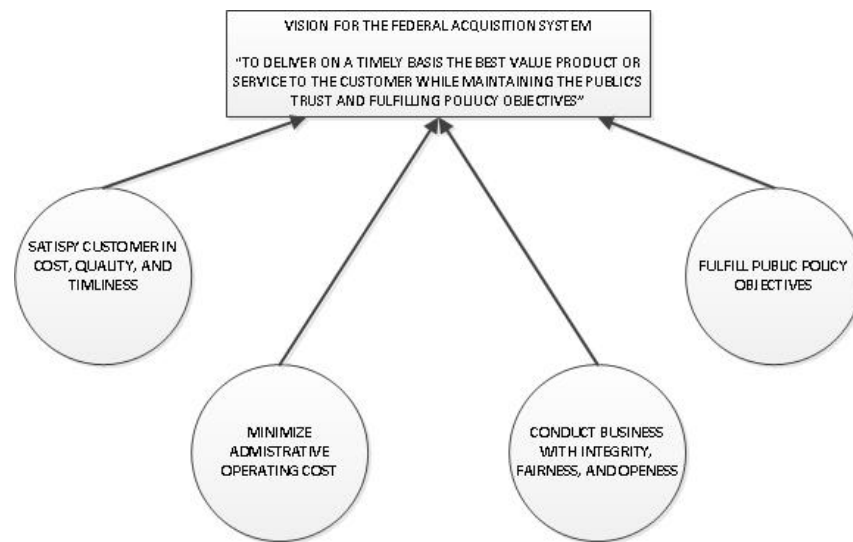 VISION FOR THE FEDERAL ACQUISITION SYSTEM
"TO DELIVER ON A TIMELY BASIS THE BEST VALUE PRODUCT OR
SERVICE TO THE CUSTOMER WHILE MAINTAINING THE PUBLIC'S
TRUST AND FULFILLING POLIUCY OBJECTIVES"
SATISPY CUSTOMER IN
COST, QUALITY, AND
TIMLINESS
FULFILL PUBLIC POLICY
OBJECTIVES
MINIMIZE
ADMISTRATIVE
OPERATING COST
CONDUCT BUSINESS
WITH INTEGRITY,
FAIRNESS, AND OPENESS